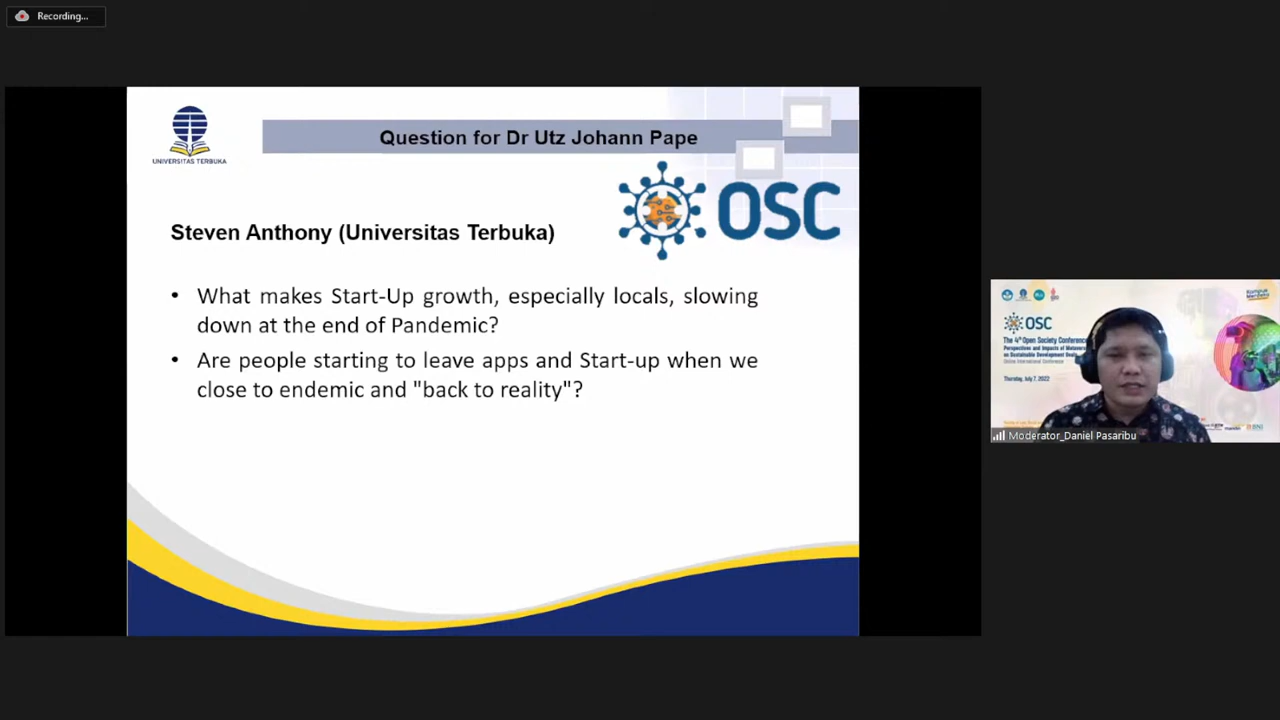 Recording...
UNIVERSITAS TERBUKA
Question for Dr Utz Johann Pape
OSC
Steven Anthony (Universitas Terbuka)
• What makes Start-Up growth, especially locals, slowing
down at the end of Pandemic?
• Are people starting to leave apps and Start-up when we
close to endemic and "back to reality"?
Kampus
Merdeka
OSC
The 4th Open Society Conference
Perspectives and Impacts of Metaverse
on Sustainable Development Goals
Online International Conference
Thursday, July 7, 2022
BNI
Moderator_Daniel Pasaribu